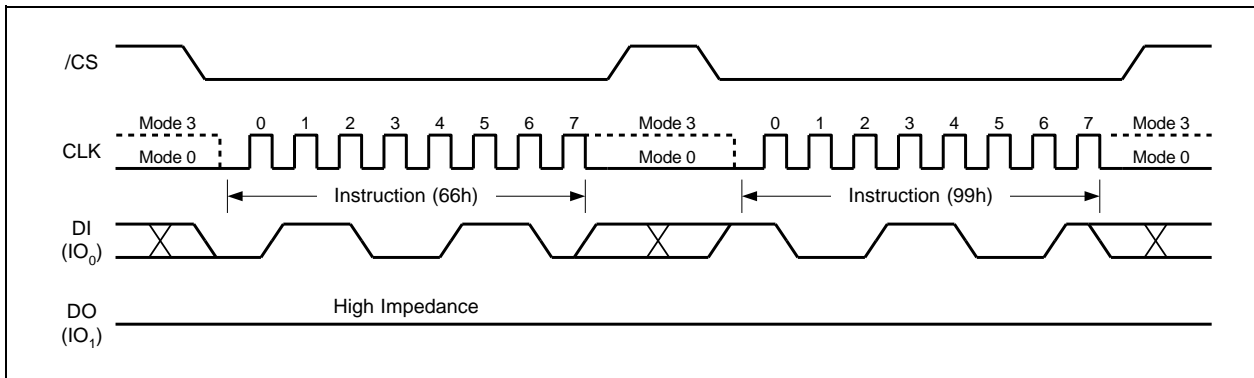 /CS
Mode 3 0 1 2 3 4 5 6 7 Mode 3 0 1 2 3 4 5 6 7 Mode 3
CLK Mode 0 Mode 0 Mode 0
Instruction (66h) Instruction (99h)
DI
(IO0)
High Impedance
DO
(IO1)